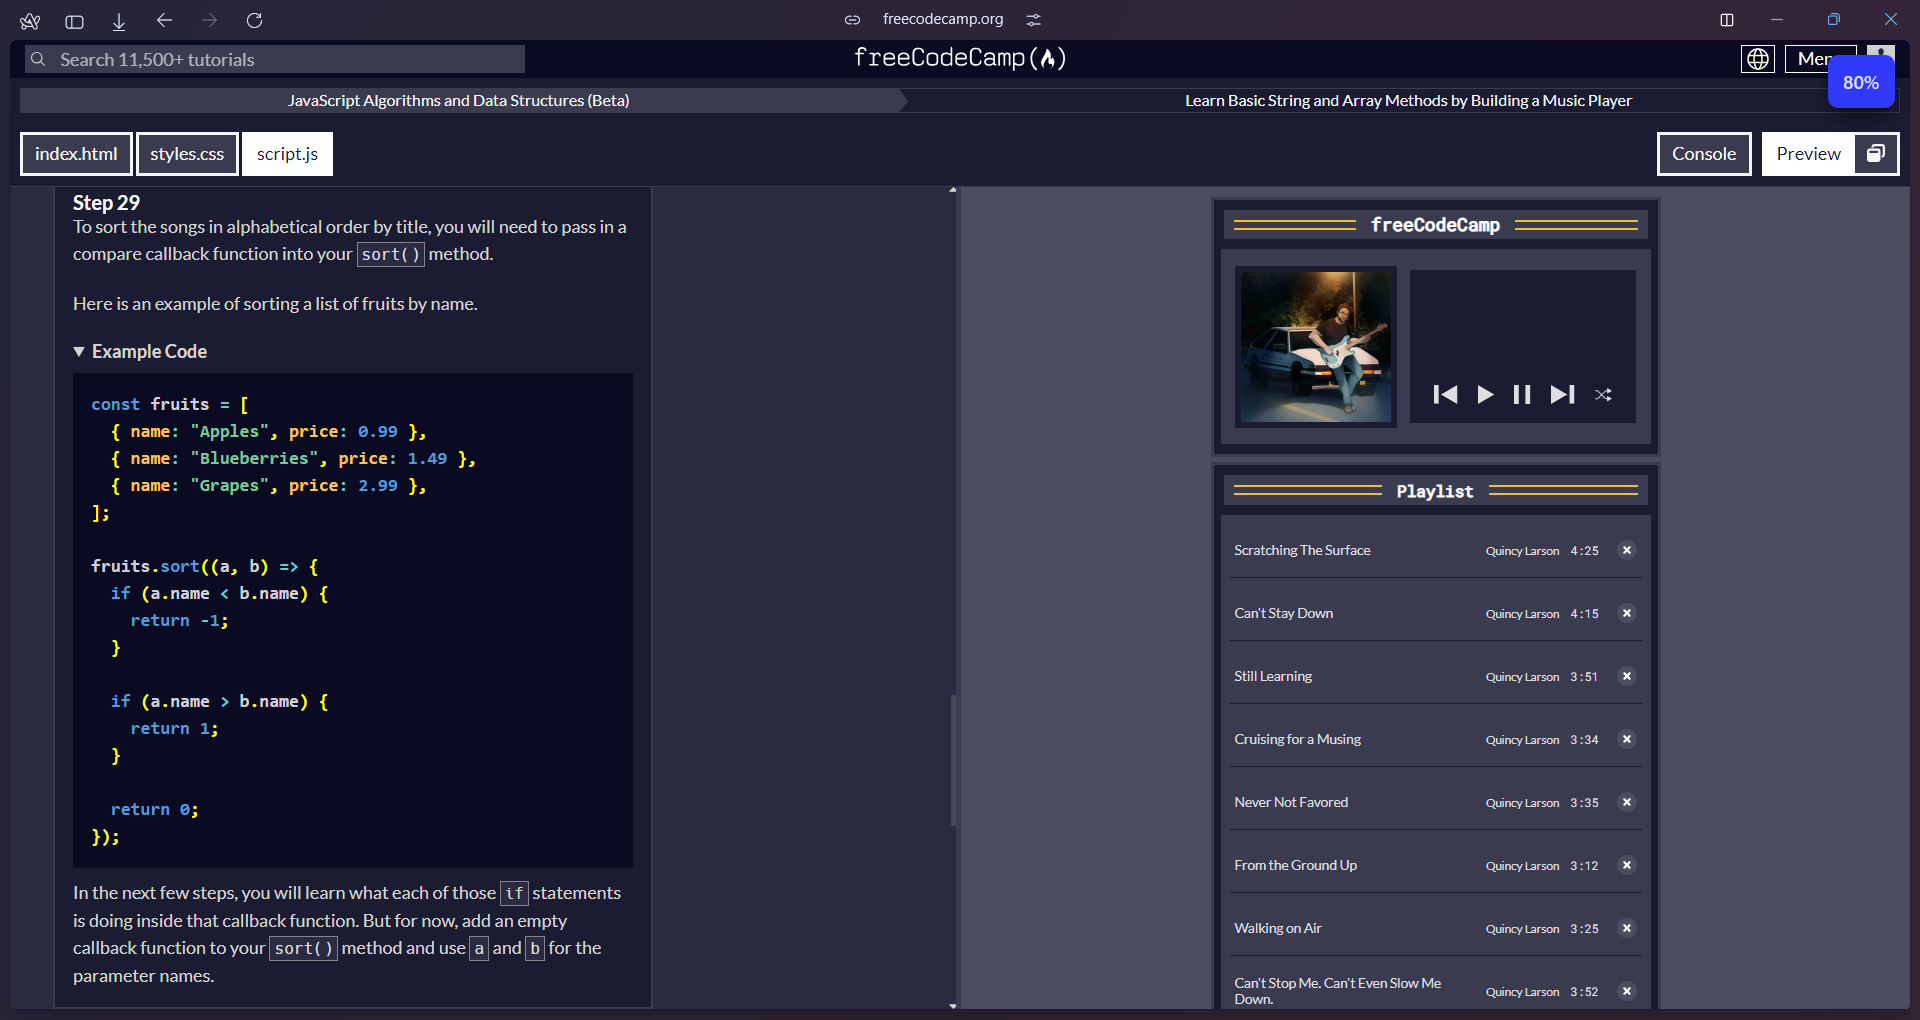 freecodecamp.org
Search 11,500+ tutorials
freeCodeCamp
80%
JavaScript Algorithms and Data Structures (Beta)
Learn Basic String and Array Methods by Building a Music Player
index.html
styles.css
script.js
Console
Preview
Step 29
To sort the songs in alphabetical order by title, you will need to pass in a
compare callback function into your sort() method.
Here is an example of sorting a list of fruits by name.
Example Code
const fruits = [
{ name: "Apples", price: 0.99 },
{ name: "Blueberries", price: 1.49 },
{ name: "Grapes", price: 2.99 },
];
fruits.sort((a, b) => {
if (a.name < b.name) {
return -1;
}
if (a.name > b.name) {
return 1;
}
return 0;
});
In the next few steps, you will learn what each of those if statements
is doing inside that callback function. But for now, add an empty
callback function to your sort() method and use a and b for the
parameter names.
freeCodeCamp
Playlist
Scratching The Surface Quincy Larson 4:25
Can't Stay Down Quincy Larson 4:15
Still Learning Quincy Larson 3:51
Cruising for a Musing Quincy Larson 3:34
Never Not Favored Quincy Larson 3:35
From the Ground Up Quincy Larson 3:12
Walking on Air Quincy Larson 3:25
Can't Stop Me. Can't Even Slow Me
Down. Quincy Larson 3:52